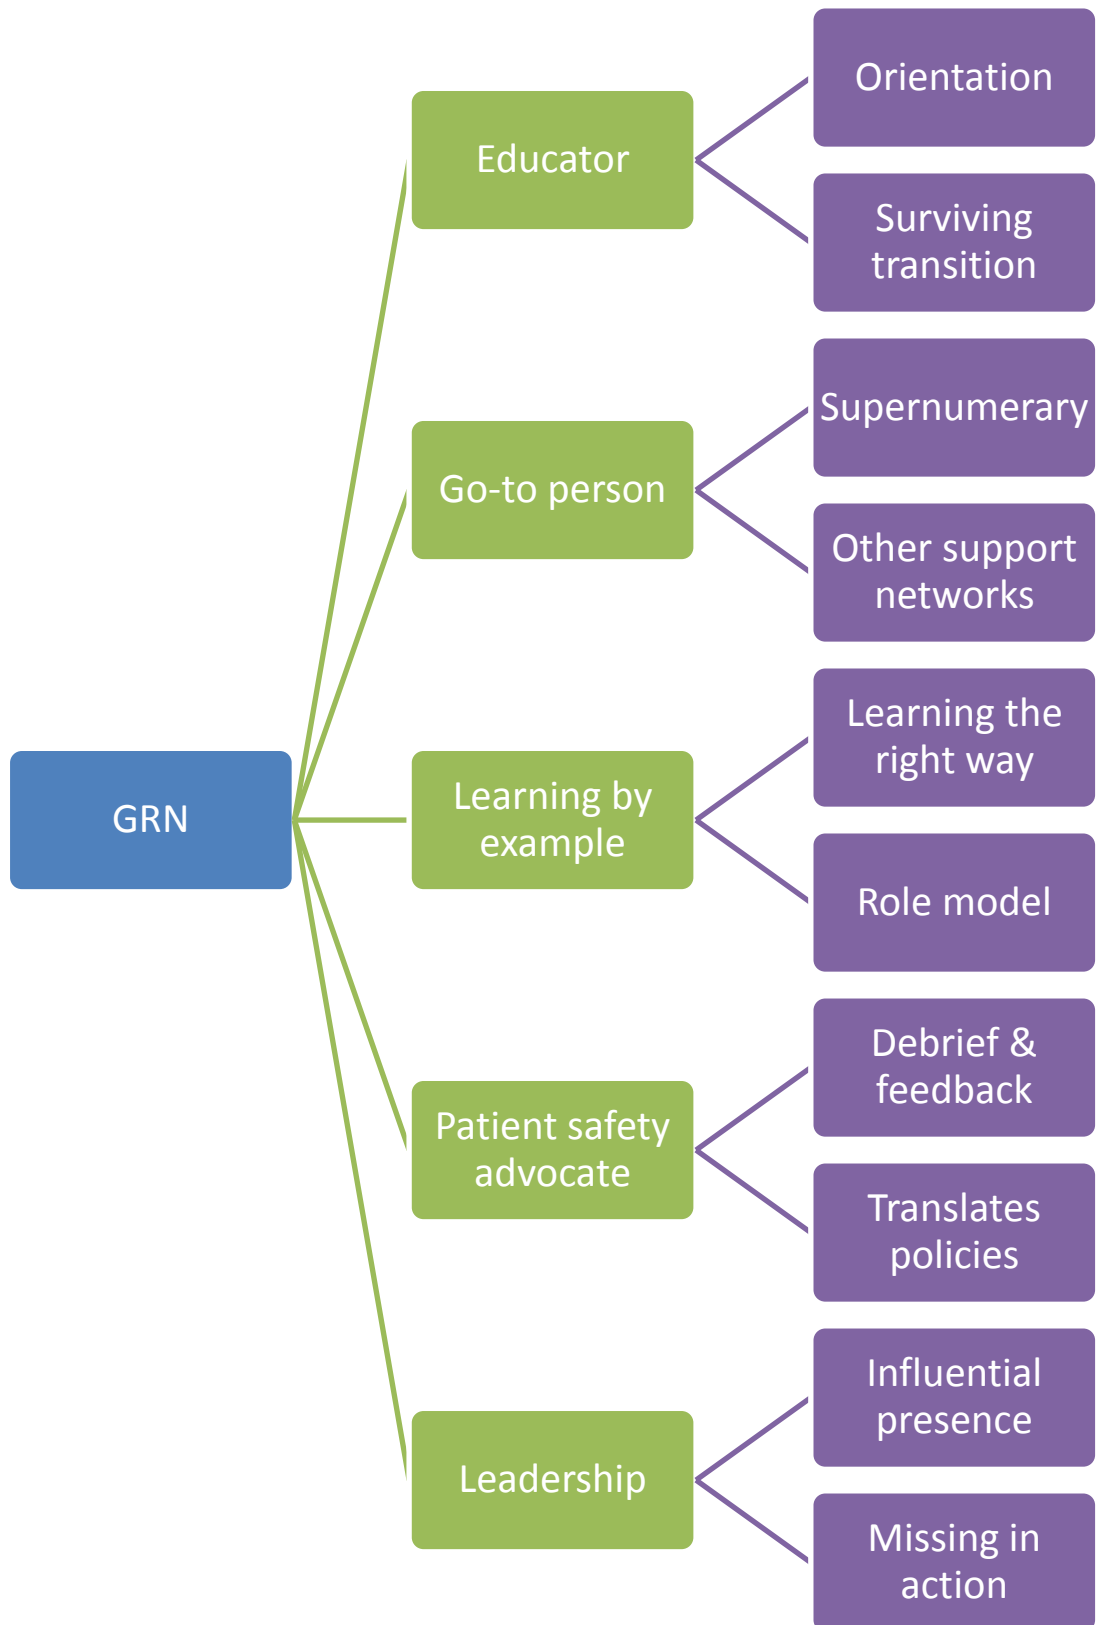 GRN
Educator
Orientation
Surviving
transition
Go-to person
Supernumerary
Other support
networks
Learning by
example
Learning the
right way
Role model
Patient safety
advocate
Debrief &
feedback
Translates
policies
Leadership
Influential
presence
Missing in
action